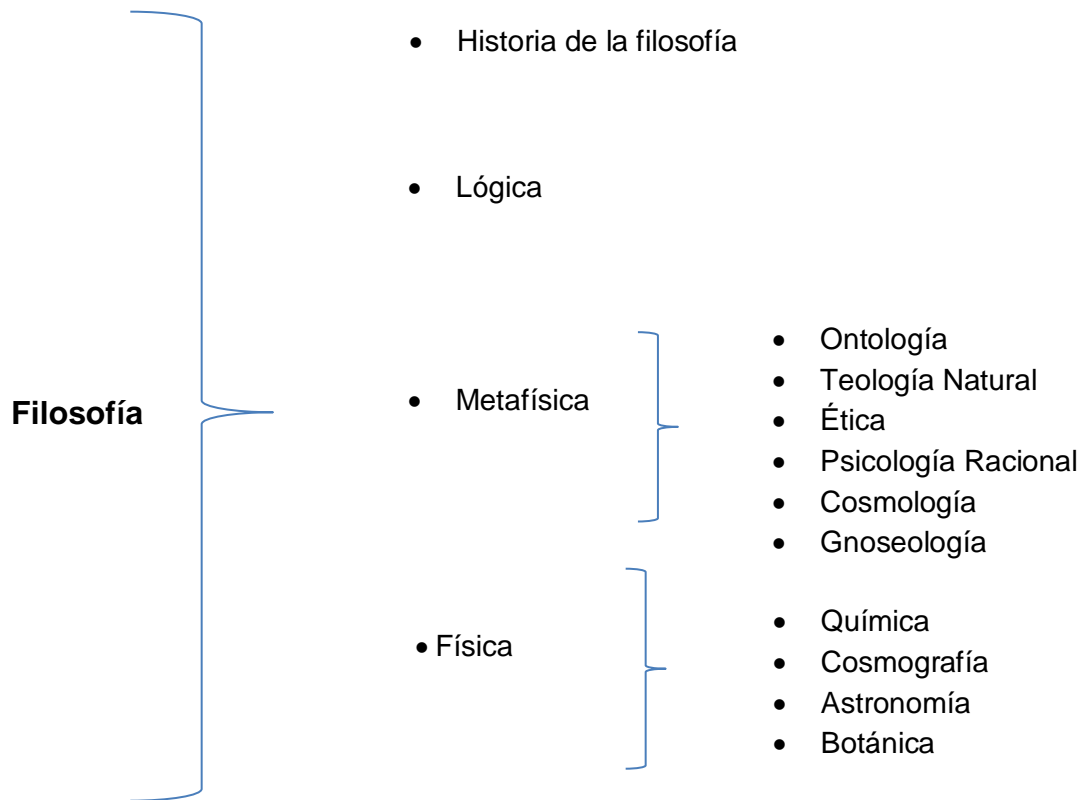 • Historia de la filosofía
• Lógica
Filosofía
• Metafísica
• Ontología
• Teología Natural
• Ética
• Psicología Racional
• Cosmología
• Gnoseología
• Física
• Química
• Cosmografía
• Astronomía
• Botánica